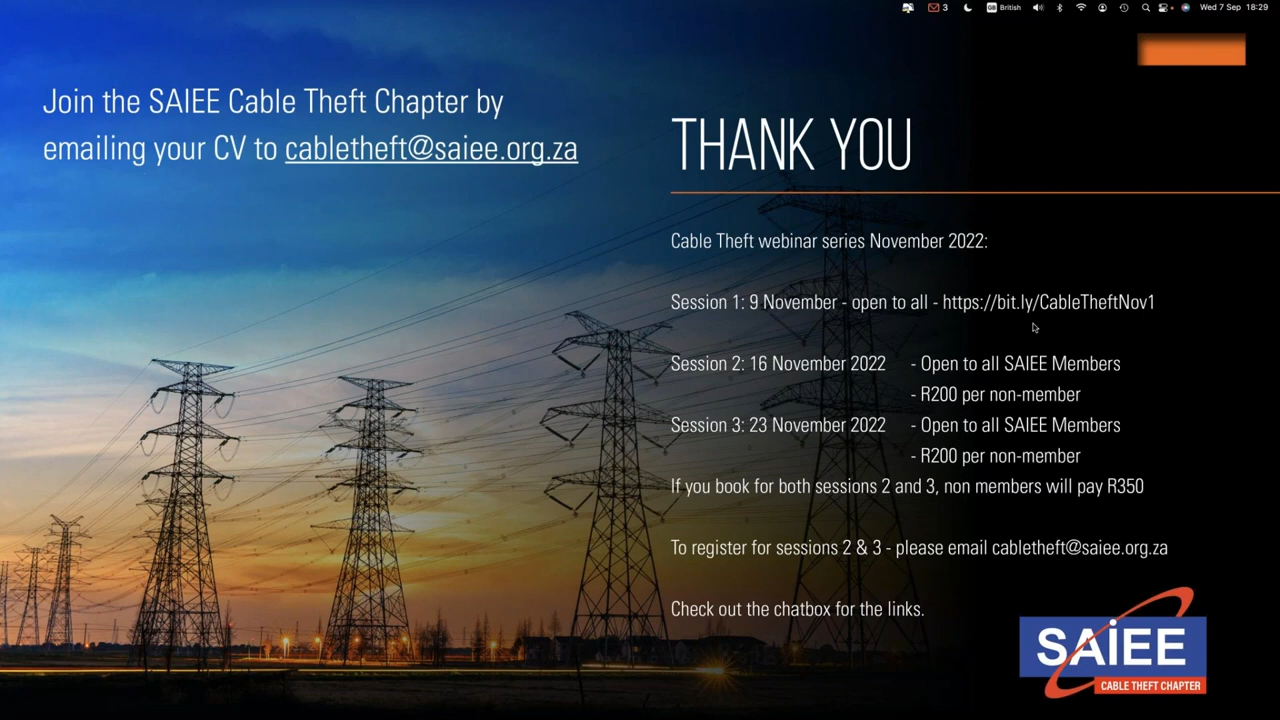 3
GB
British
Wed 7 Sep 18:29
Join the SAIEE Cable Theft Chapter by
emailing your CV to cabletheft@saiee.org.za
THANK YOU
Cable Theft webinar series November 2022:
Session 1: 9 November - open to all - https://bit.ly/CableTheftNov1
Session 2: 16 November 2022 - Open to all SAIEE Members
- R200 per non-member
Session 3: 23 November 2022 - Open to all SAIEE Members
- R200 per non-member
If you book for both sessions 2 and 3, non members will pay R350
To register for sessions 2 & 3 - please email cabletheft@saiee.org.za
Check out the chatbox for the links.
SAiEE
CABLE THEFT CHAPTER